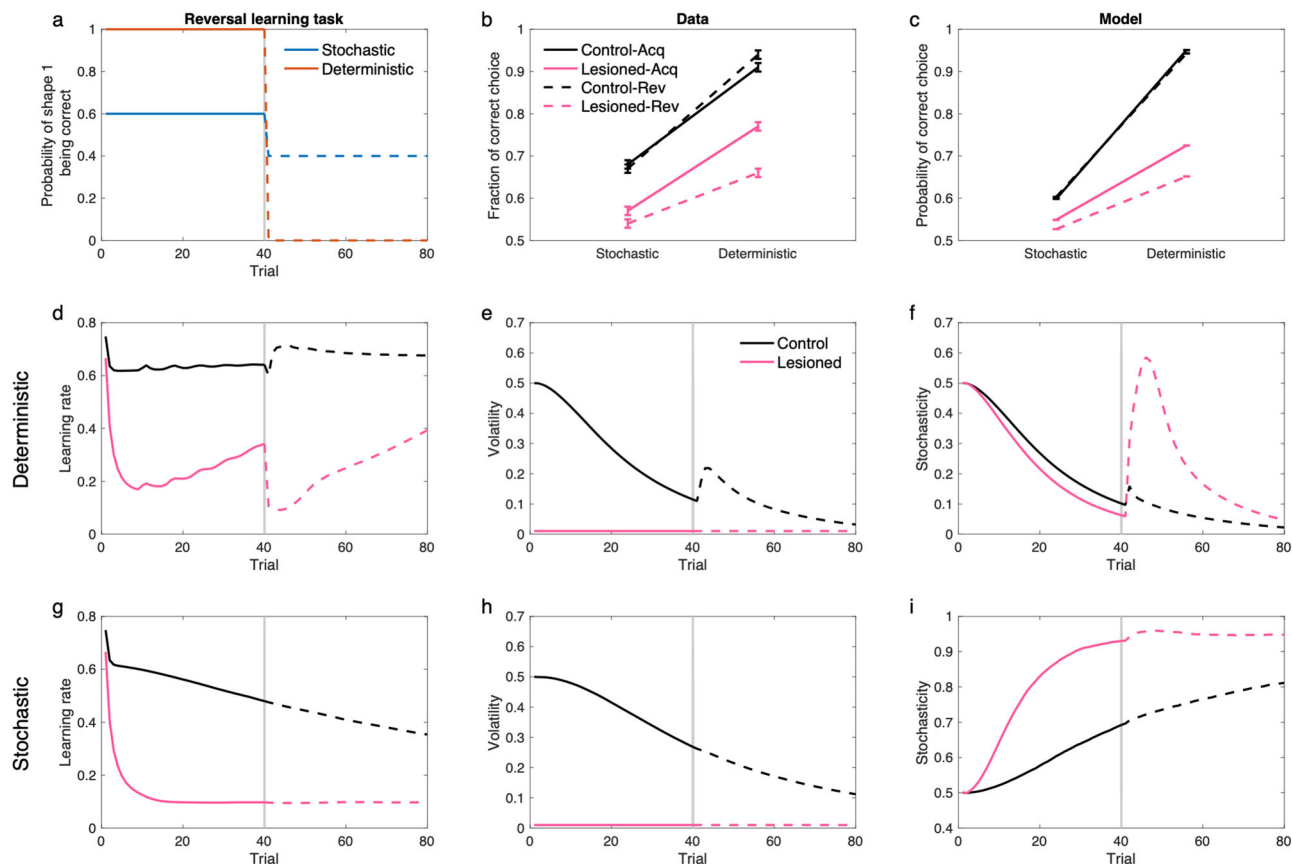 a
Reversal learning task
Probability of shape 1
being correct
1
0.8
0.6
0.4
0.2
0
Stochastic
Deterministic
0
20
40
60
80
Trial
b
Data
Fraction of correct choice
1
0.9
0.8
0.7
0.6
0.5
Control-Acq
Lesioned-Acq
Control-Rev
Lesioned-Rev
Stochastic
Deterministic
c
Model
Probability of correct choice
1
0.9
0.8
0.7
0.6
0.5
Stochastic
Deterministic
Deterministic
d
Learning rate
0.8
0.6
0.4
0.2
0
0
20
40
60
80
Trial
e
Volatility
0.7
0.6
0.5
0.4
0.3
0.2
0.1
0
Control
Lesioned
0
20
40
60
80
Trial
f
Stochasticity
0.7
0.6
0.5
0.4
0.3
0.2
0.1
0
0
20
40
60
80
Trial
Stochastic
g
Learning rate
0.8
0.6
0.4
0.2
0
0
20
40
60
80
Trial
h
Volatility
0.7
0.6
0.5
0.4
0.3
0.2
0.1
0
0
20
40
60
80
Trial
i
Stochasticity
1
0.9
0.8
0.7
0.6
0.5
0.4
0
20
40
60
80
Trial